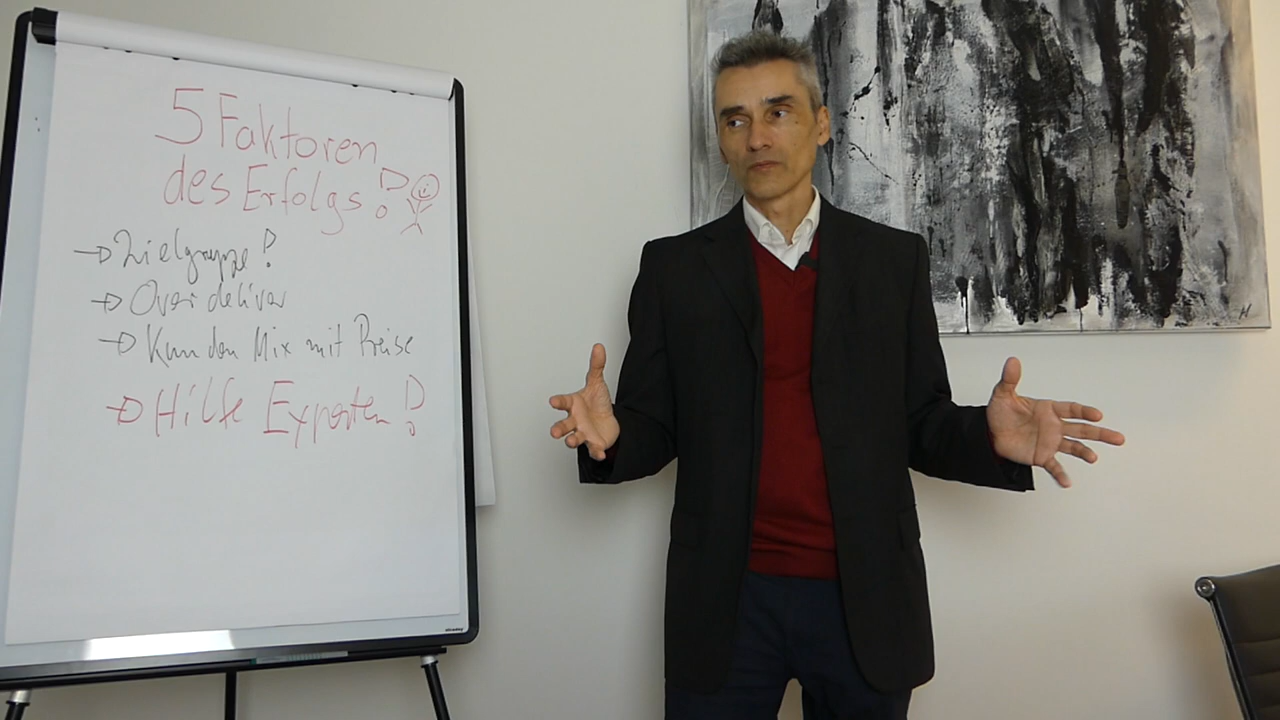 5 Faktoren
des Erfolgs!
→ Zielgruppe!
→ Over deliver
→ Kunden Mix mit Preise
→ Hilfe Experten!